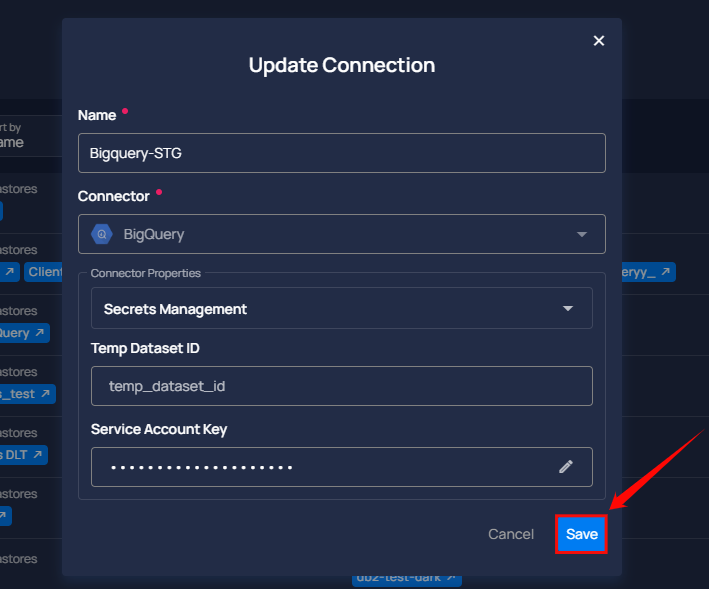 Update Connection
Name
Bigquery-STG
Connector
BigQuery
Connector Properties
Secrets Management
Temp Dataset ID
temp_dataset_id
Service Account Key
Cancel
Save
rt by
ame
astores
astores
Client
eryy_
astores
Query
astores
s_test
astores
s DLT
astores
astores
db2-test-dark